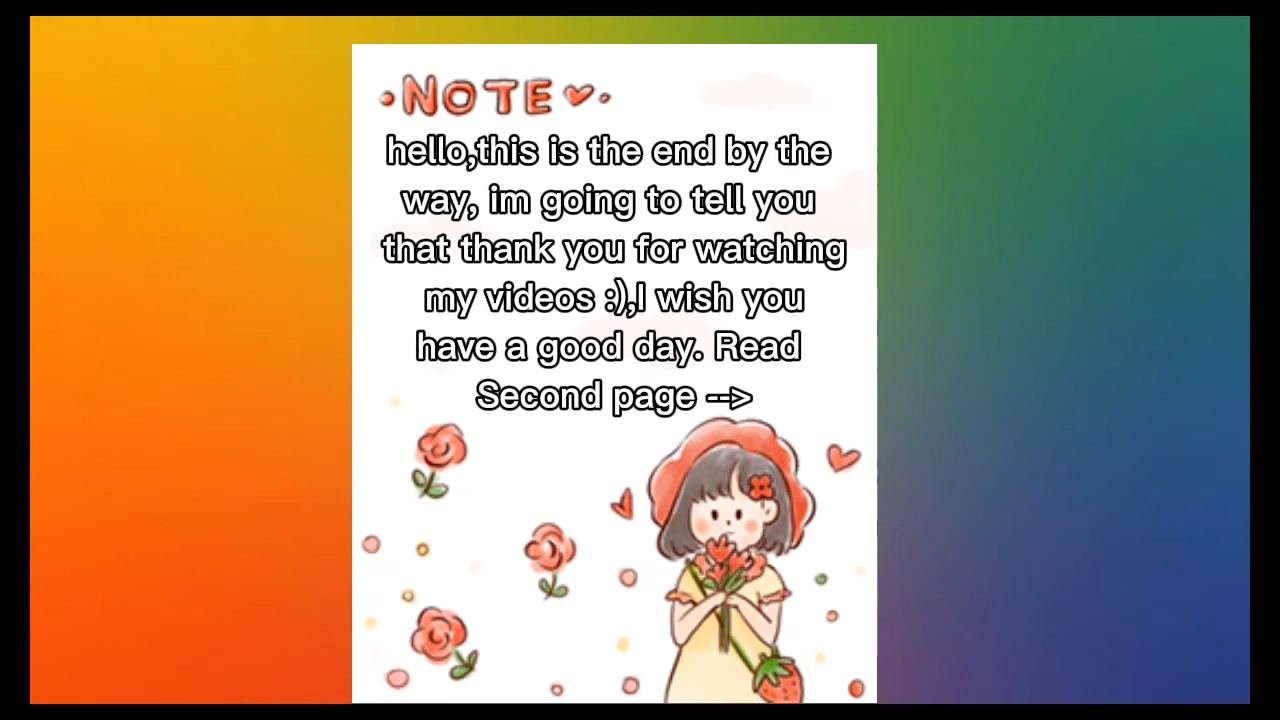 NOTE
hello,this is the end by the
way, im going to tell you
that thank you for watching
my videos :),I wish you
have a good day. Read
Second page -->